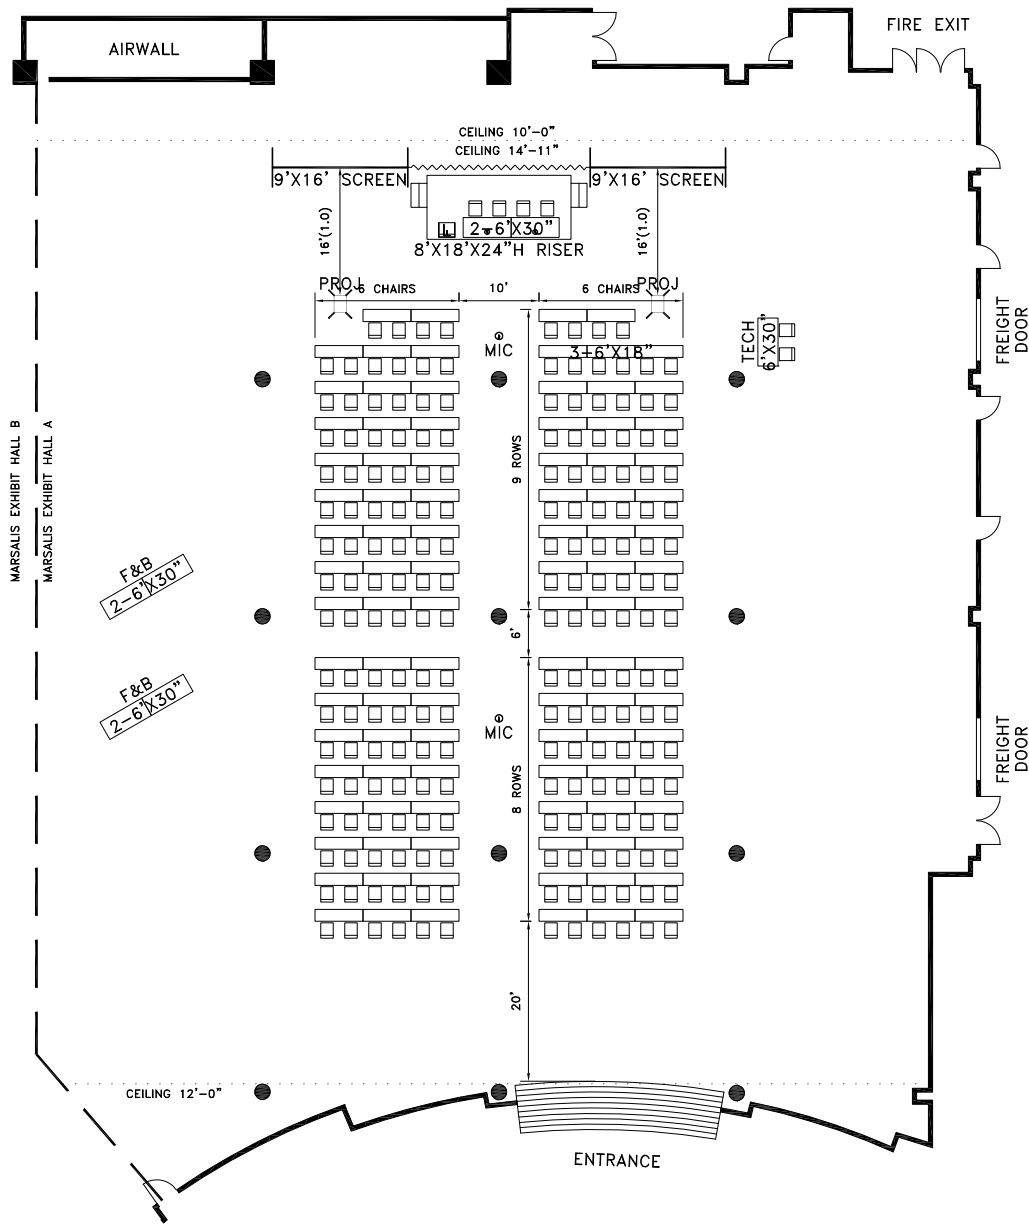 FIRE EXIT
AIRWALL
CEILING 10'-0"
CEILING 14'-11"
9'X16' SCREEN
9'X16' SCREEN
16'(1.0)
16'(1.0)
2-6'X30"
8'X18'X24"H RISER
PROJ
PROJ
6 CHAIRS
10'
6 CHAIRS
MIC
3+6'X18"
TECH
6'X30"
FREIGHT
DOOR
MARSALIS EXHIBIT HALL B
MARSALIS EXHIBIT HALL A
9 ROWS
F&B
2-6'X30"
6'
F&B
2-6'X30"
MIC
8 ROWS
FREIGHT
DOOR
20'
CEILING 12'-0"
ENTRANCE